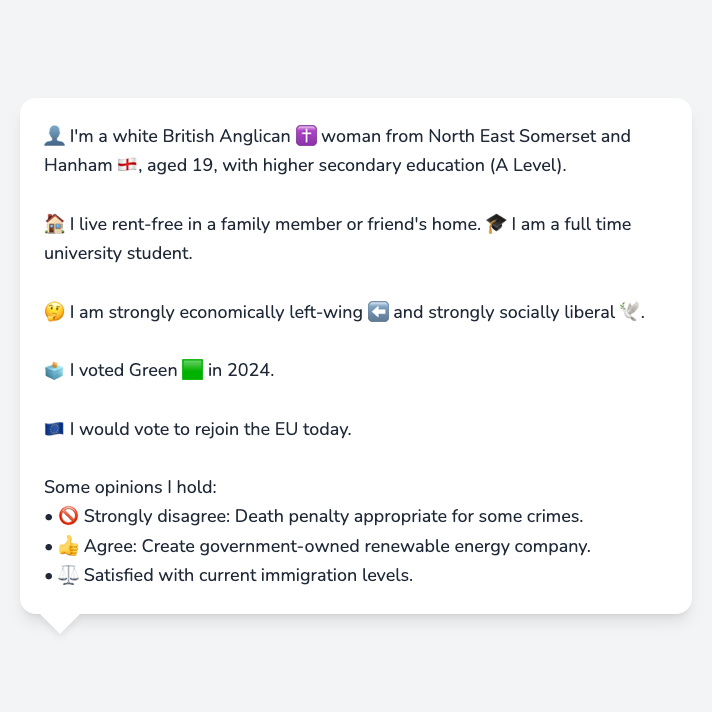 👤 I'm a white British Anglican ✝️ woman from North East Somerset and
Hanham 🏴󠁧󠁢󠁥󠁮󠁧󠁿, aged 19, with higher secondary education (A Level).
🏠 I live rent-free in a family member or friend's home. 🎓 I am a full time
university student.
🤔 I am strongly economically left-wing ⬅️ and strongly socially liberal 🕊️.
🗳️ I voted Green 🟩 in 2024.
🇪🇺 I would vote to rejoin the EU today.
Some opinions I hold:
• 🚫 Strongly disagree: Death penalty appropriate for some crimes.
• 👍 Agree: Create government-owned renewable energy company.
• ⚖️ Satisfied with current immigration levels.